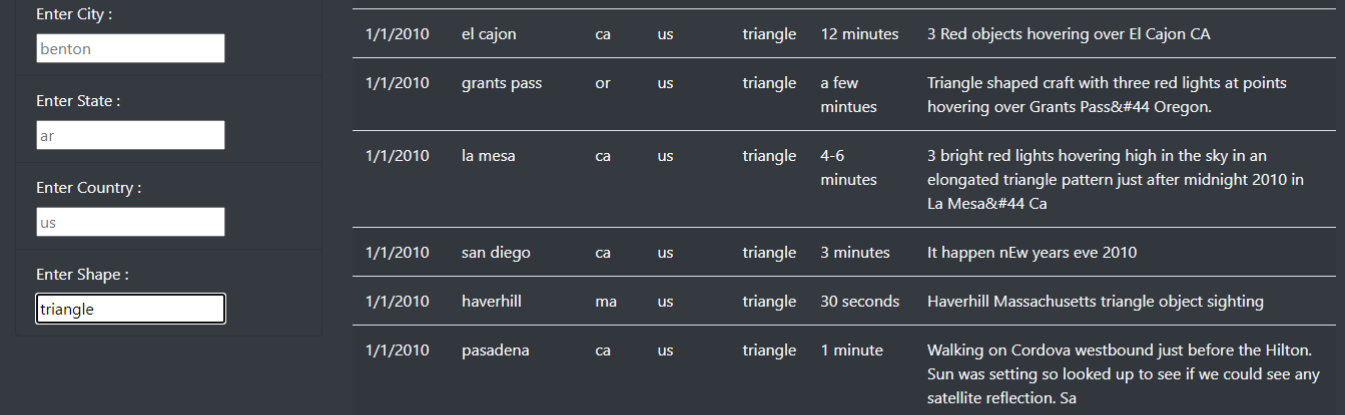 Enter City :
benton
Enter State :
ar
Enter Country :
us
Enter Shape :
triangle
1/1/2010 el cajon ca us triangle 12 minutes 3 Red objects hovering over El Cajon CA
1/1/2010 grants pass or us triangle a few Triangle shaped craft with three red lights at points
mintues hovering over Grants Pass&#44 Oregon.
1/1/2010 la mesa ca us triangle 4-6 3 bright red lights hovering high in the sky in an
minutes elongated triangle pattern just after midnight 2010 in
La Mesa&#44 Ca
1/1/2010 san diego ca us triangle 3 minutes It happen nEw years eve 2010
1/1/2010 haverhill ma us triangle 30 seconds Haverhill Massachusetts triangle object sighting
1/1/2010 pasadena ca us triangle 1 minute Walking on Cordova westbound just before the Hilton.
Sun was setting so looked up to see if we could see any
satellite reflection. Sa